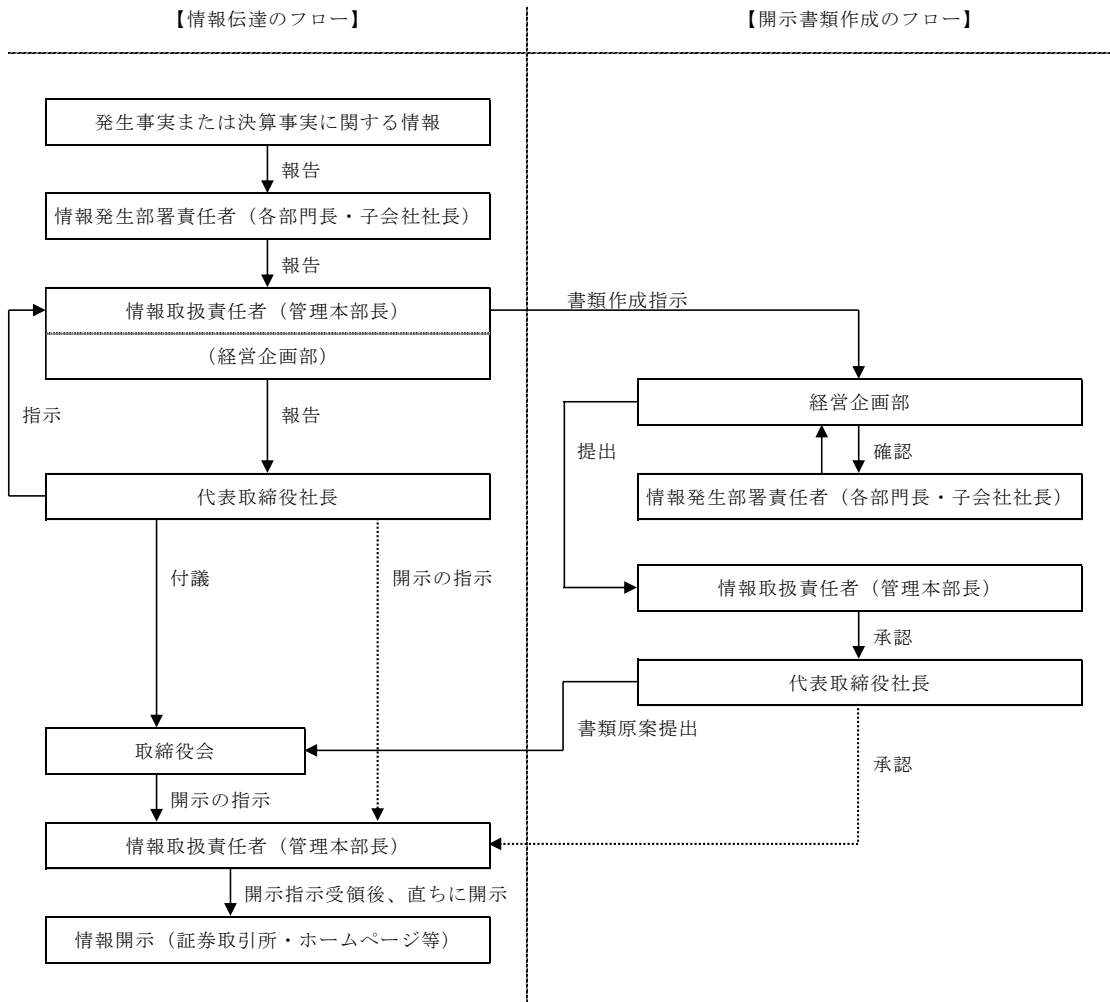 【情報伝達のフロー】
【開示書類作成のフロー】
発生事実または決算事実に関する情報
報告
情報発生部署責任者（各部門長・子会社社長）
報告
情報取扱責任者（管理本部長）
（経営企画部）
指示
報告
代表取締役社長
付議
開示の指示
取締役会
開示の指示
情報取扱責任者（管理本部長）
開示指示受領後、直ちに開示
情報開示（証券取引所・ホームページ等）
書類作成指示
経営企画部
提出
確認
情報発生部署責任者（各部門長・子会社社長）
情報取扱責任者（管理本部長）
承認
代表取締役社長
書類原案提出
承認